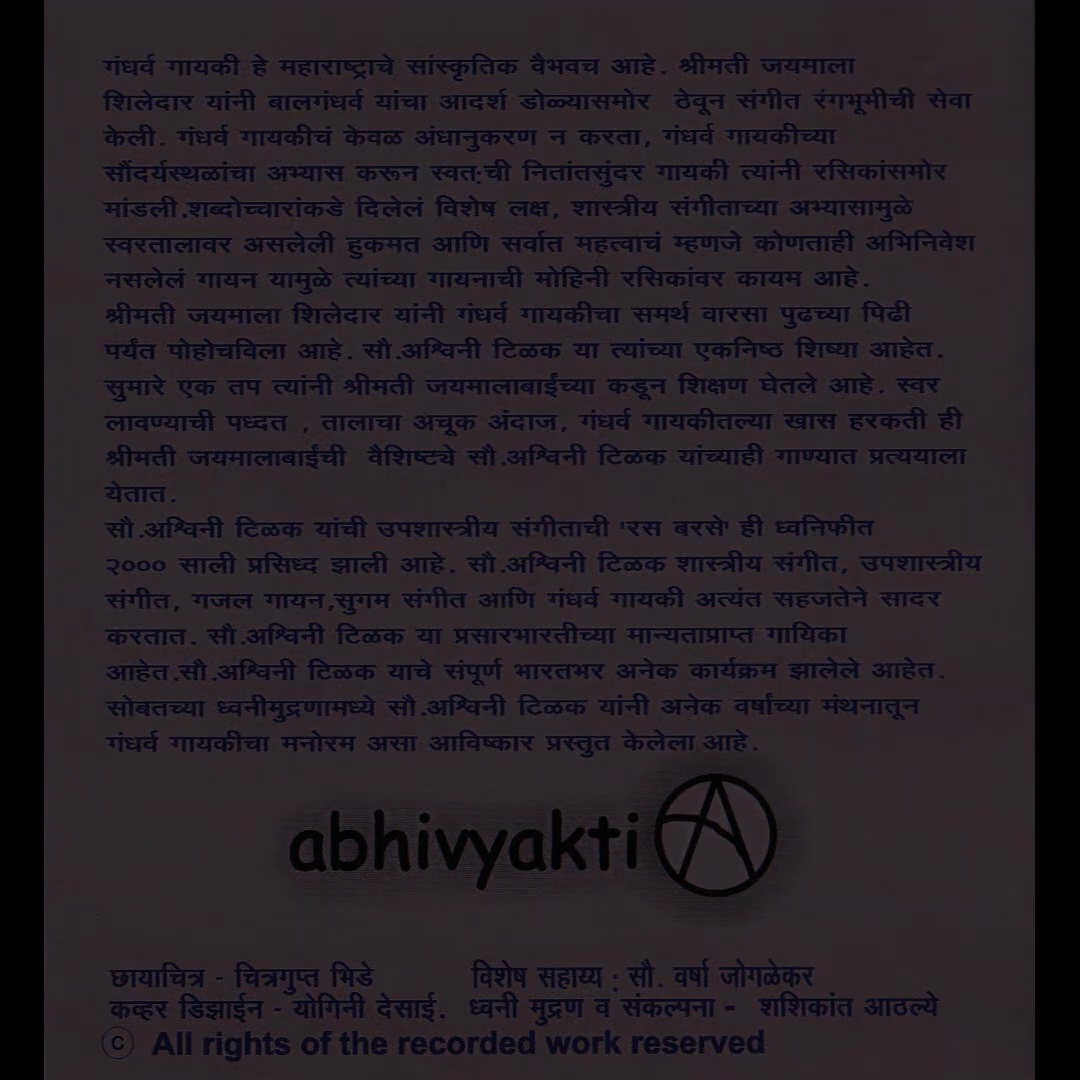 गंधर्व गायकी हे महाराष्ट्राचे सांस्कृतिक वैभवच आहे. श्रीमती जयमाला
शिलेदार यांनी बालगंधर्व यांचा आदर्श डोळ्यासमोर ठेवून संगीत रंगभूमीची सेवा
केली. गंधर्व गायकीचं केवळ अंधानुकरण न करता, गंधर्व गायकीच्या
सौंदर्यस्थळांचा अभ्यास करून स्वत:ची नितांतसुंदर गायकी त्यांनी रसिकांसमोर
मांडली.शब्दोच्चारांकडे दिलेलं विशेष लक्ष, शास्त्रीय संगीताच्या अभ्यासामुळे
स्वरतालावर असलेली हुकमत आणि सर्वात महत्वाचं म्हणजे कोणताही अभिनिवेश
नसलेलं गायन यामुळे त्यांच्या गायनाची मोहिनी रसिकांवर कायम आहे.
श्रीमती जयमाला शिलेदार यांनी गंधर्व गायकीचा समर्थ वारसा पुढच्या पिढी
पर्यंत पोहोचविला आहे. सौ.अश्विनी टिळक या त्यांच्या एकनिष्ठ शिष्या आहेत.
सुमारे एक तप त्यांनी श्रीमती जयमालाबाईंच्या कडून शिक्षण घेतले आहे. स्वर
लावण्याची पध्दत , तालाचा अचूक अंदाज, गंधर्व गायकीतल्या खास हरकती ही
श्रीमती जयमालाबाईंची वैशिष्ट्ये सौ.अश्विनी टिळक यांच्याही गाण्यात प्रत्ययाला
येतात.
सौ.अश्विनी टिळक यांची उपशास्त्रीय संगीताची 'रस बरसे' ही ध्वनिफीत
२००० साली प्रसिध्द झाली आहे. सौ.अश्विनी टिळक शास्त्रीय संगीत, उपशास्त्रीय
संगीत, गजल गायन,सुगम संगीत आणि गंधर्व गायकी अत्यंत सहजतेने सादर
करतात. सौ.अश्विनी टिळक या प्रसारभारतीच्या मान्यताप्राप्त गायिका
आहेत.सौ.अश्विनी टिळक याचे संपूर्ण भारतभर अनेक कार्यक्रम झालेले आहेत.
सोबतच्या ध्वनीमुद्रणामध्ये सौ.अश्विनी टिळक यांनी अनेक वर्षांच्या मंथनातून
गंधर्व गायकीचा मनोरम असा आविष्कार प्रस्तुत केलेला आहे.
abhivyakti
छायाचित्र - चित्रगुप्त भिडे विशेष सहाय्य : सौ. वर्षा जोगळेकर
कव्हर डिझाईन - योगिनी देसाई. ध्वनी मुद्रण व संकल्पना - शशिकांत आठल्ये
© All rights of the recorded work reserved